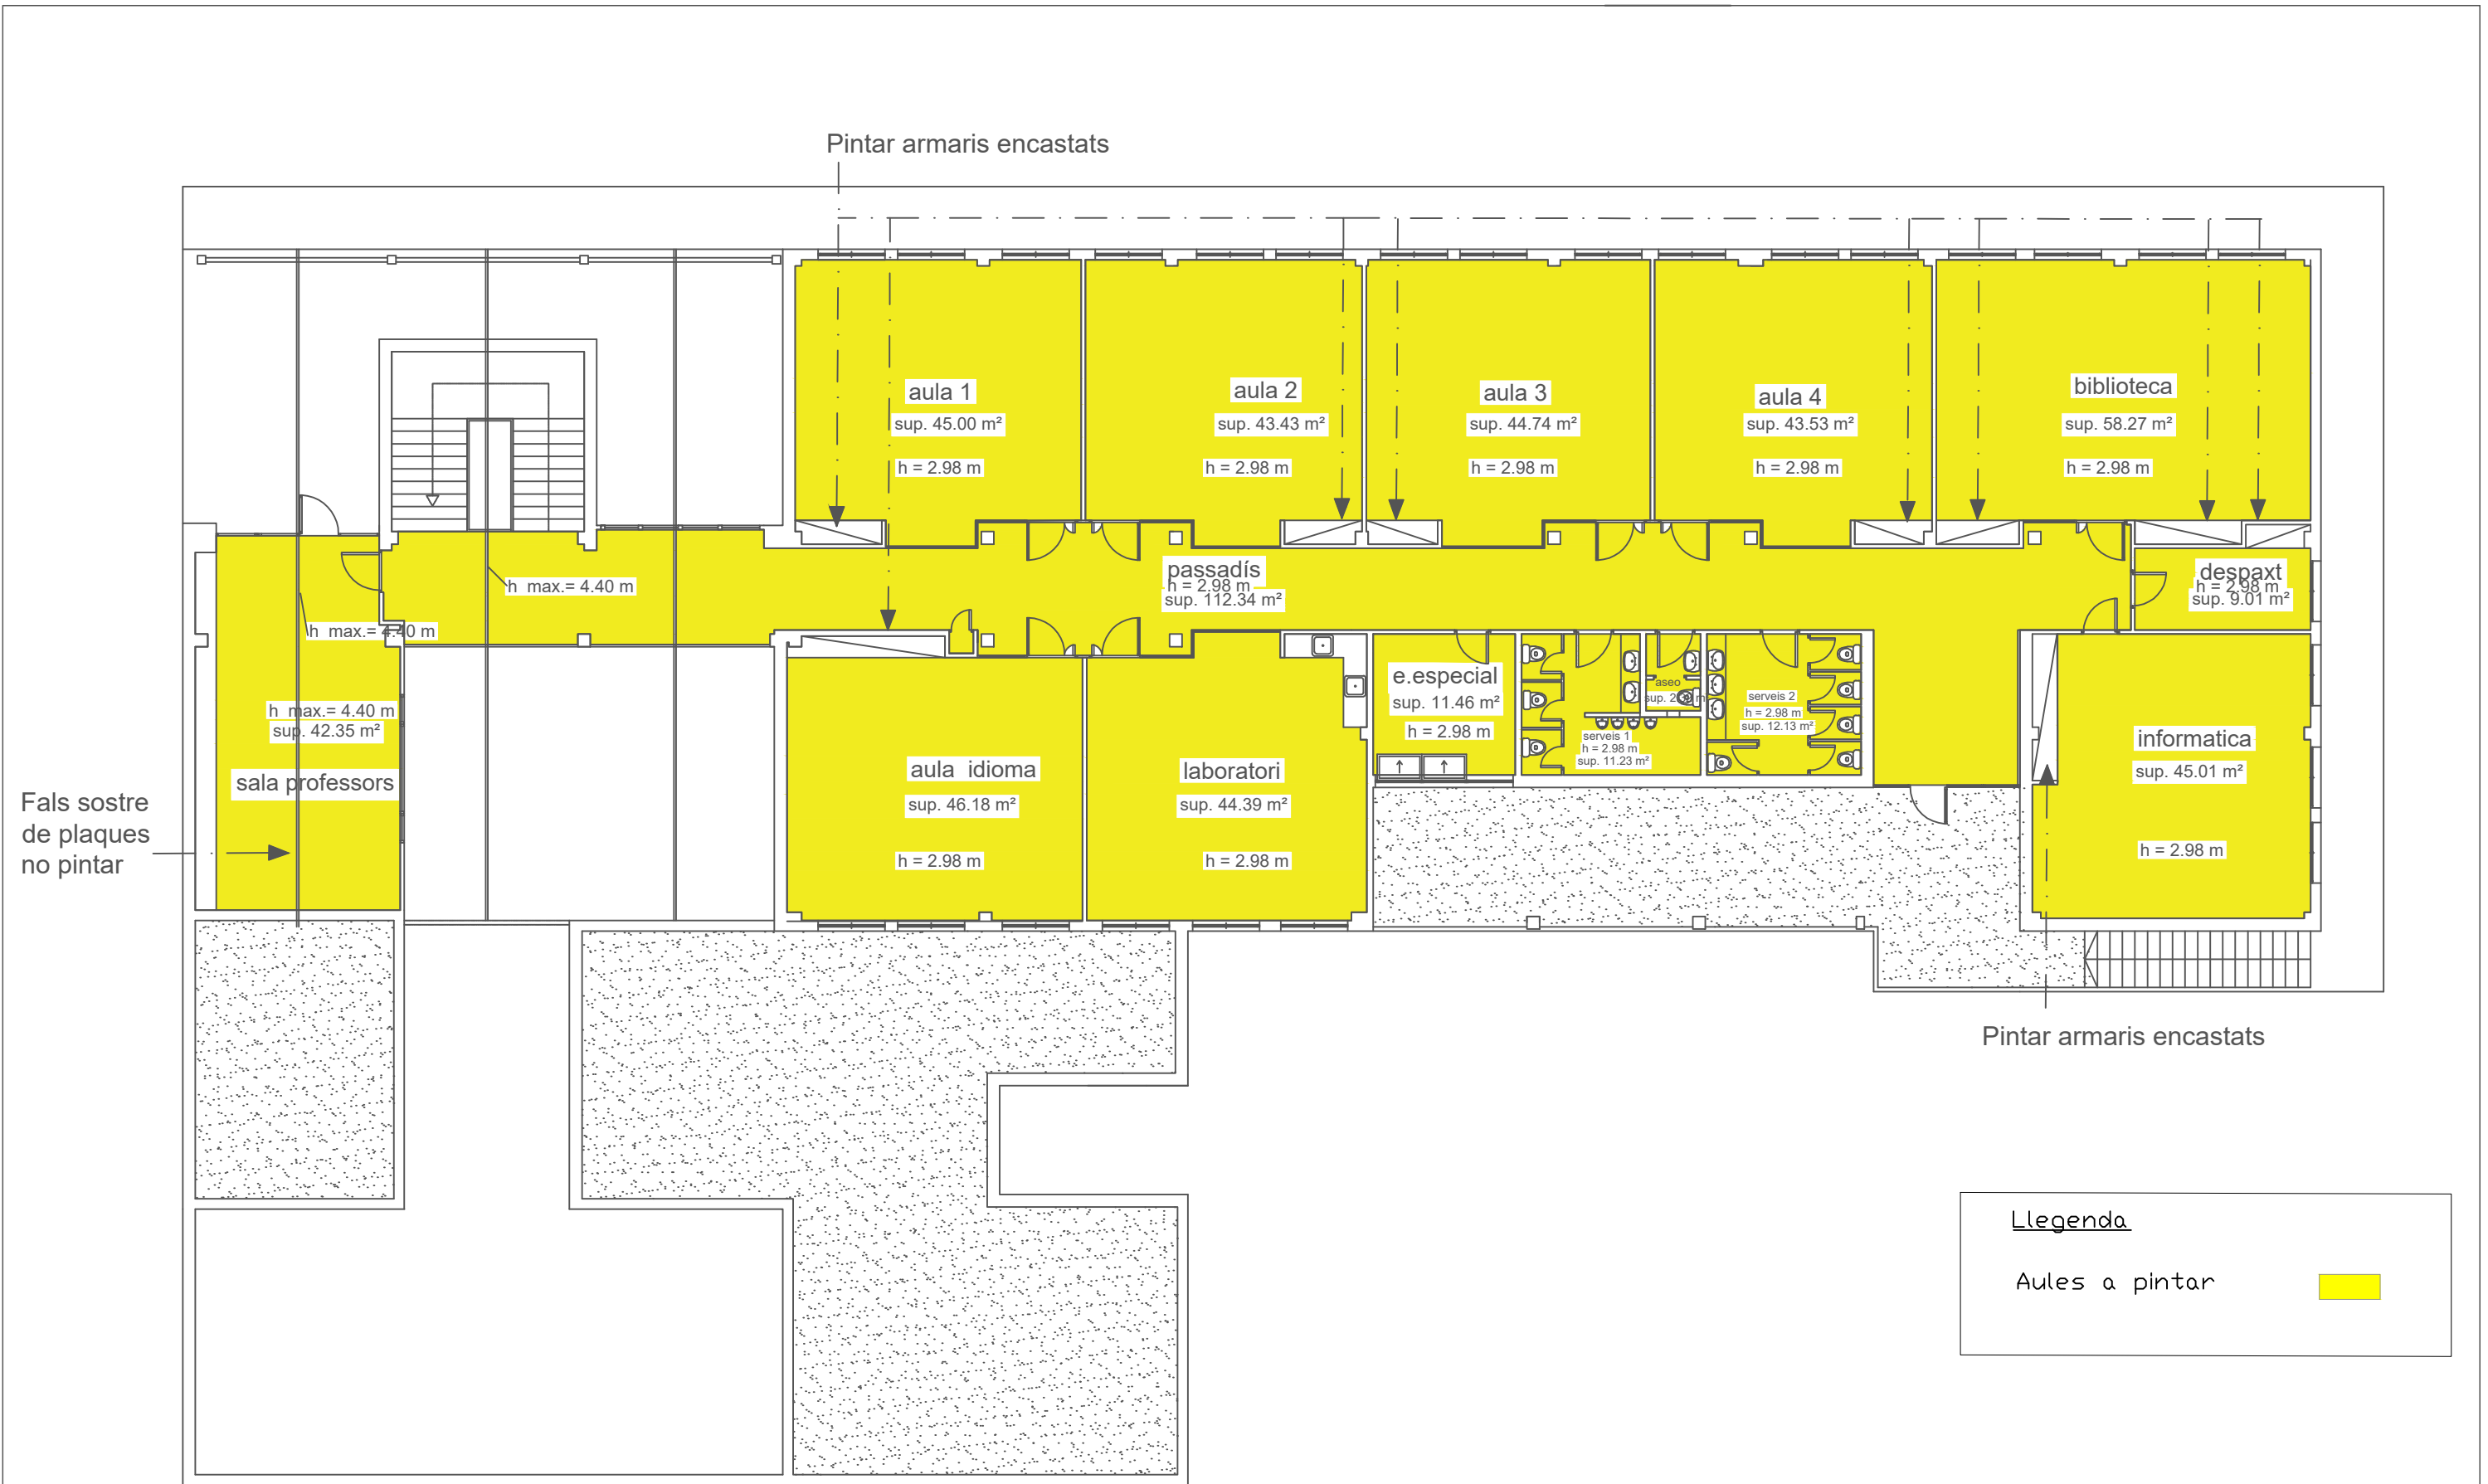 Pintar armaris encastats
aula 1
sup. 45.00 m²
h = 2.98 m
aula 2
sup. 43.43 m²
h = 2.98 m
aula 3
sup. 44.74 m²
h = 2.98 m
aula 4
sup. 43.53 m²
h = 2.98 m
biblioteca
sup. 58.27 m²
h = 2.98 m
h max.= 4.40 m
h max.= 4.40 m
passadís
h = 2.98 m
sup. 112.34 m²
despaxt
h = 2.98 m
sup. 9.01 m²
h max.= 4.40 m
sup. 42.35 m²
sala professors
Fals sostre
de plaques
no pintar
aula idioma
sup. 46.18 m²
h = 2.98 m
laboratori
sup. 44.39 m²
h = 2.98 m
e.especial
sup. 11.46 m²
h = 2.98 m
serveis 1
h = 2.98 m
sup. 11.23 m²
aseo
sup.
serveis 2
h = 2.98 m
sup. 12.13 m²
informatica
sup. 45.01 m²
h = 2.98 m
Pintar armaris encastats
Llegenda
Aules a pintar